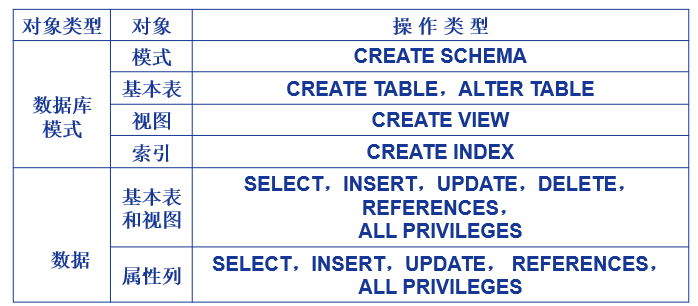 对象类型 对象 操 作 类 型
数据库
模式
模式 CREATE SCHEMA
基本表 CREATE TABLE，ALTER TABLE
视图 CREATE VIEW
索引 CREATE INDEX
数据
基本表
和视图
SELECT，INSERT，UPDATE，DELETE，
REFERENCES，
ALL PRIVILEGES
属性列
SELECT，INSERT，UPDATE， REFERENCES，
ALL PRIVILEGES